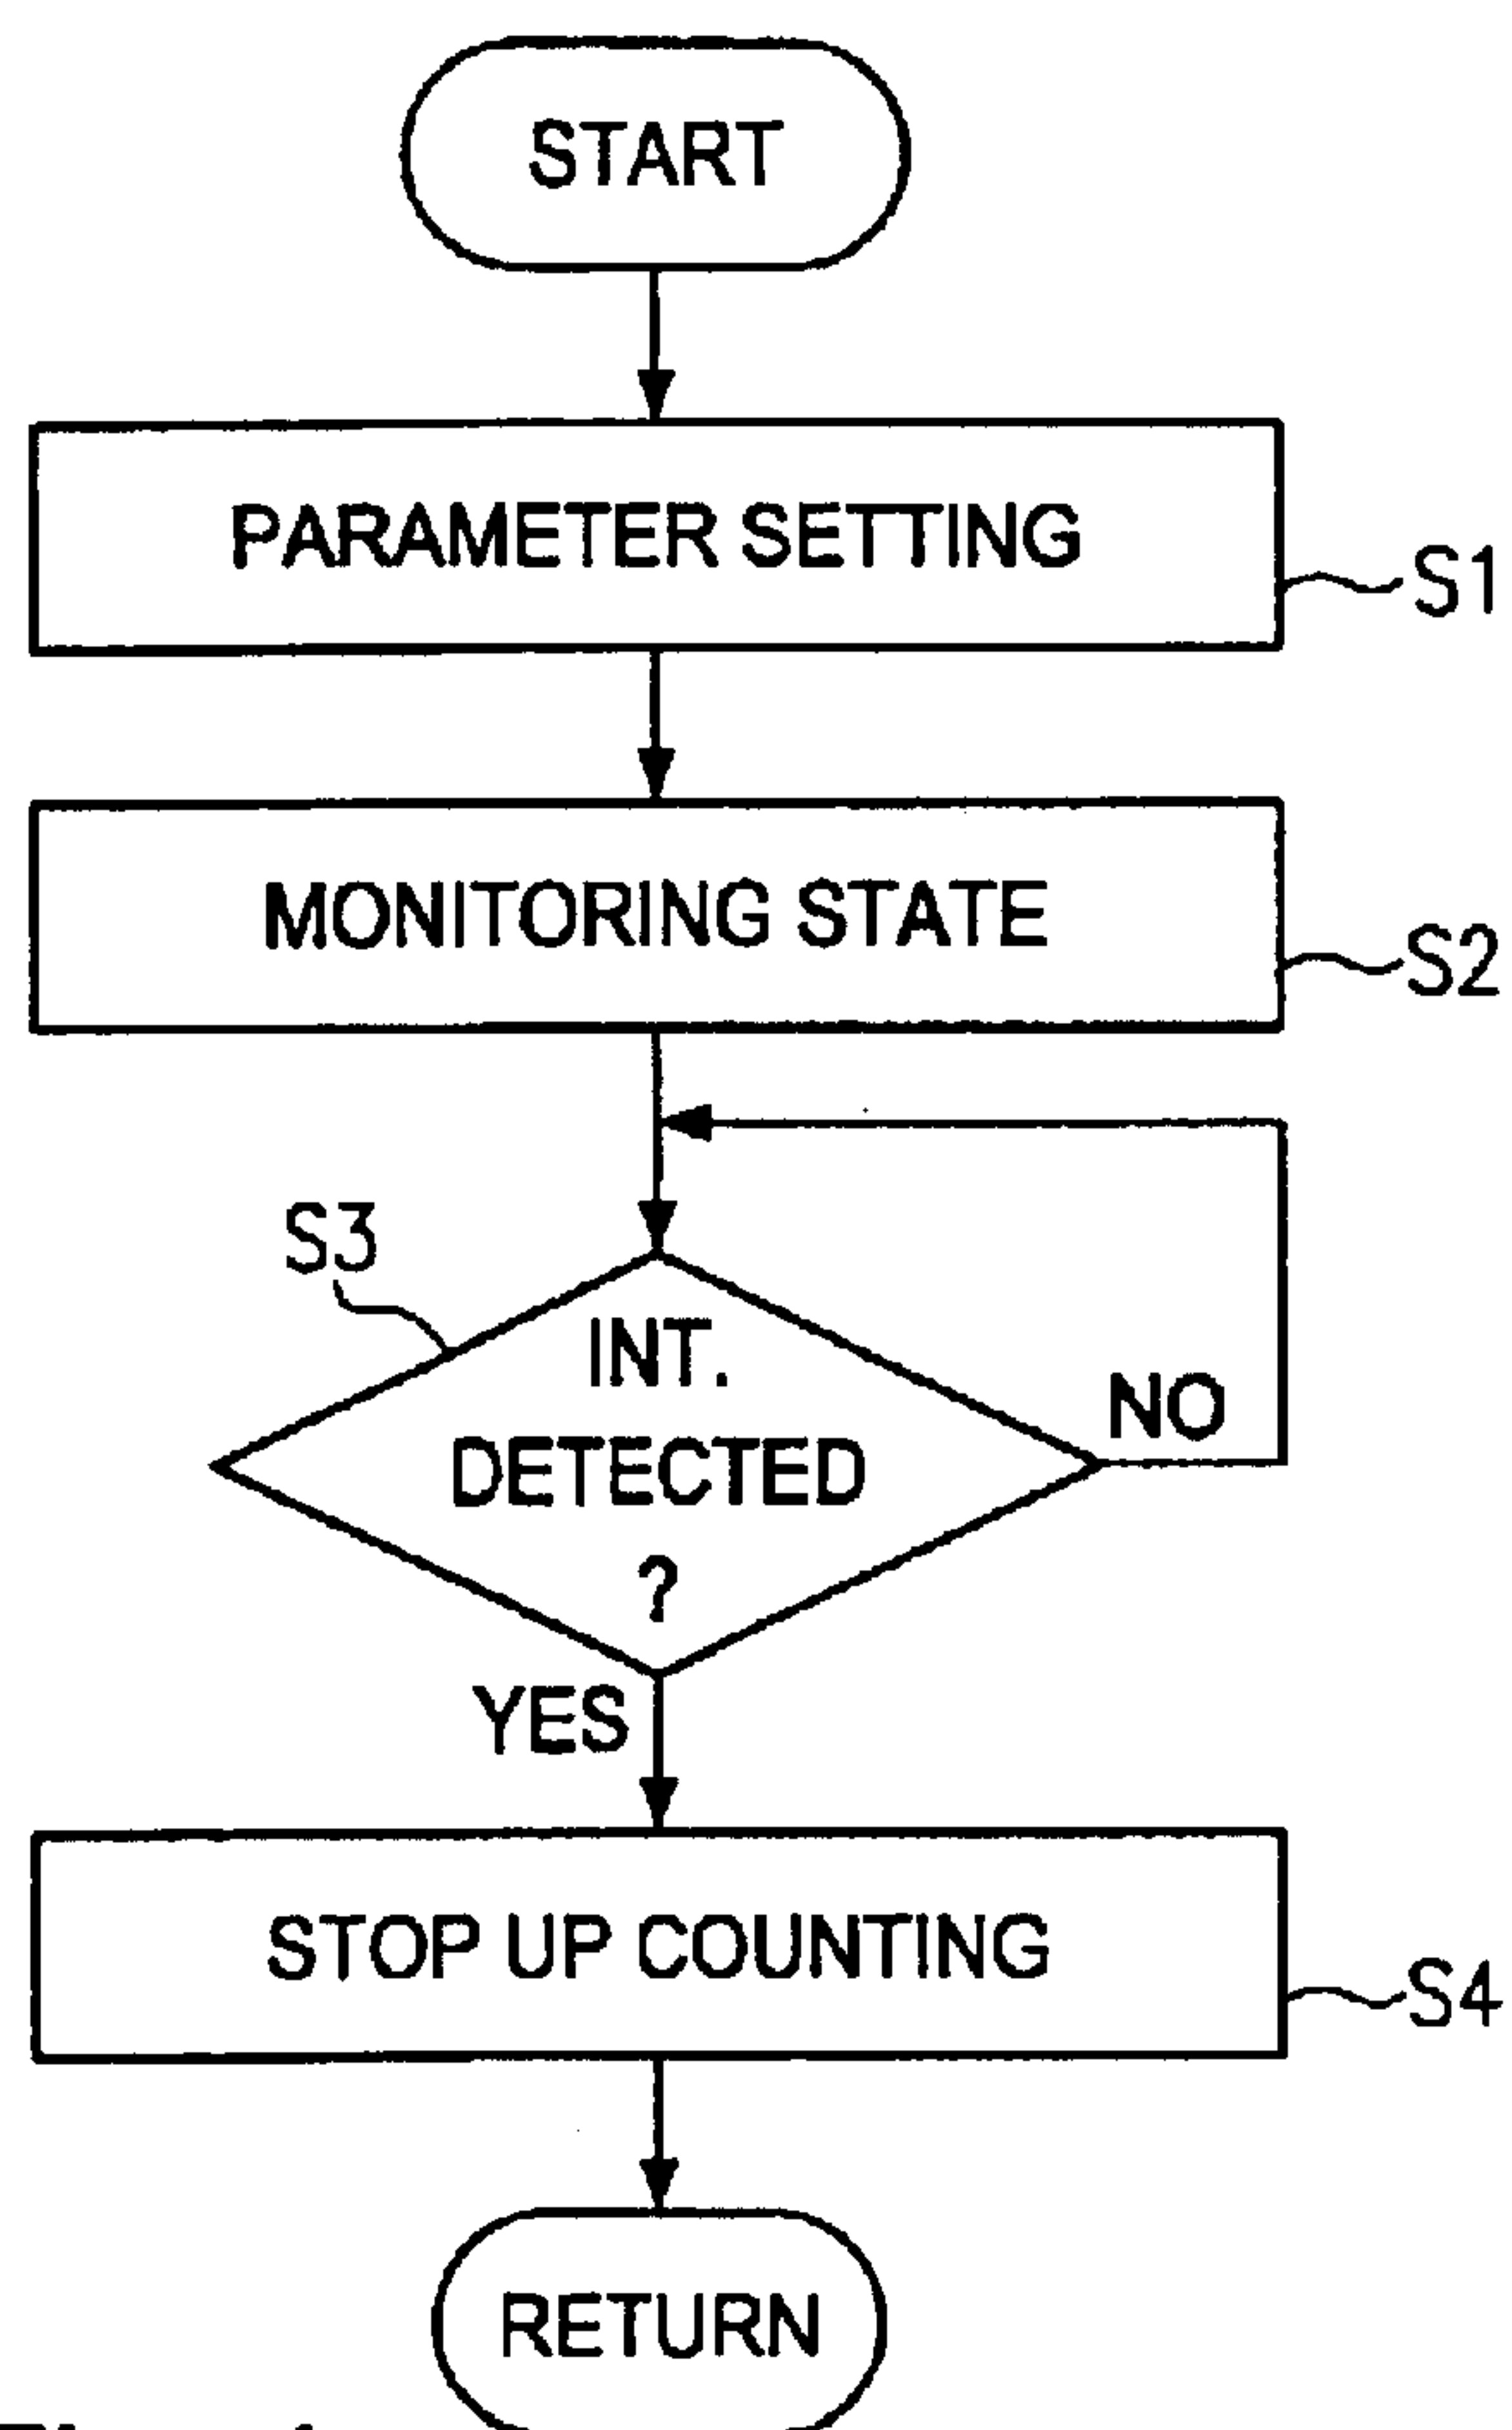 START
PARAMETER SETTING
S1
MONITORING STATE
S2
S3
INT.
DETECTED
?
NO
YES
STOP UP COUNTING
S4
RETURN